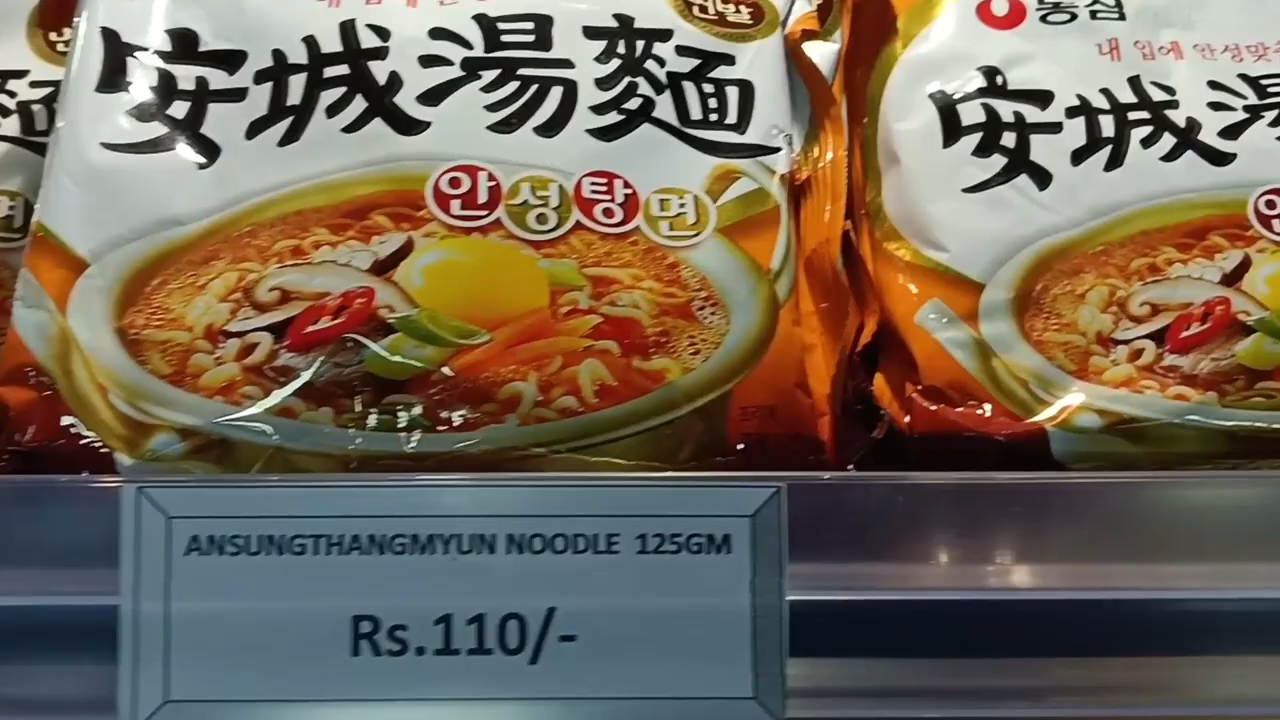 安城湯麵
안성탕면
농심
내 입에 안성맞
安城湯
ANSUNGTHANGMYUN NOODLE 125GM
Rs.110/-